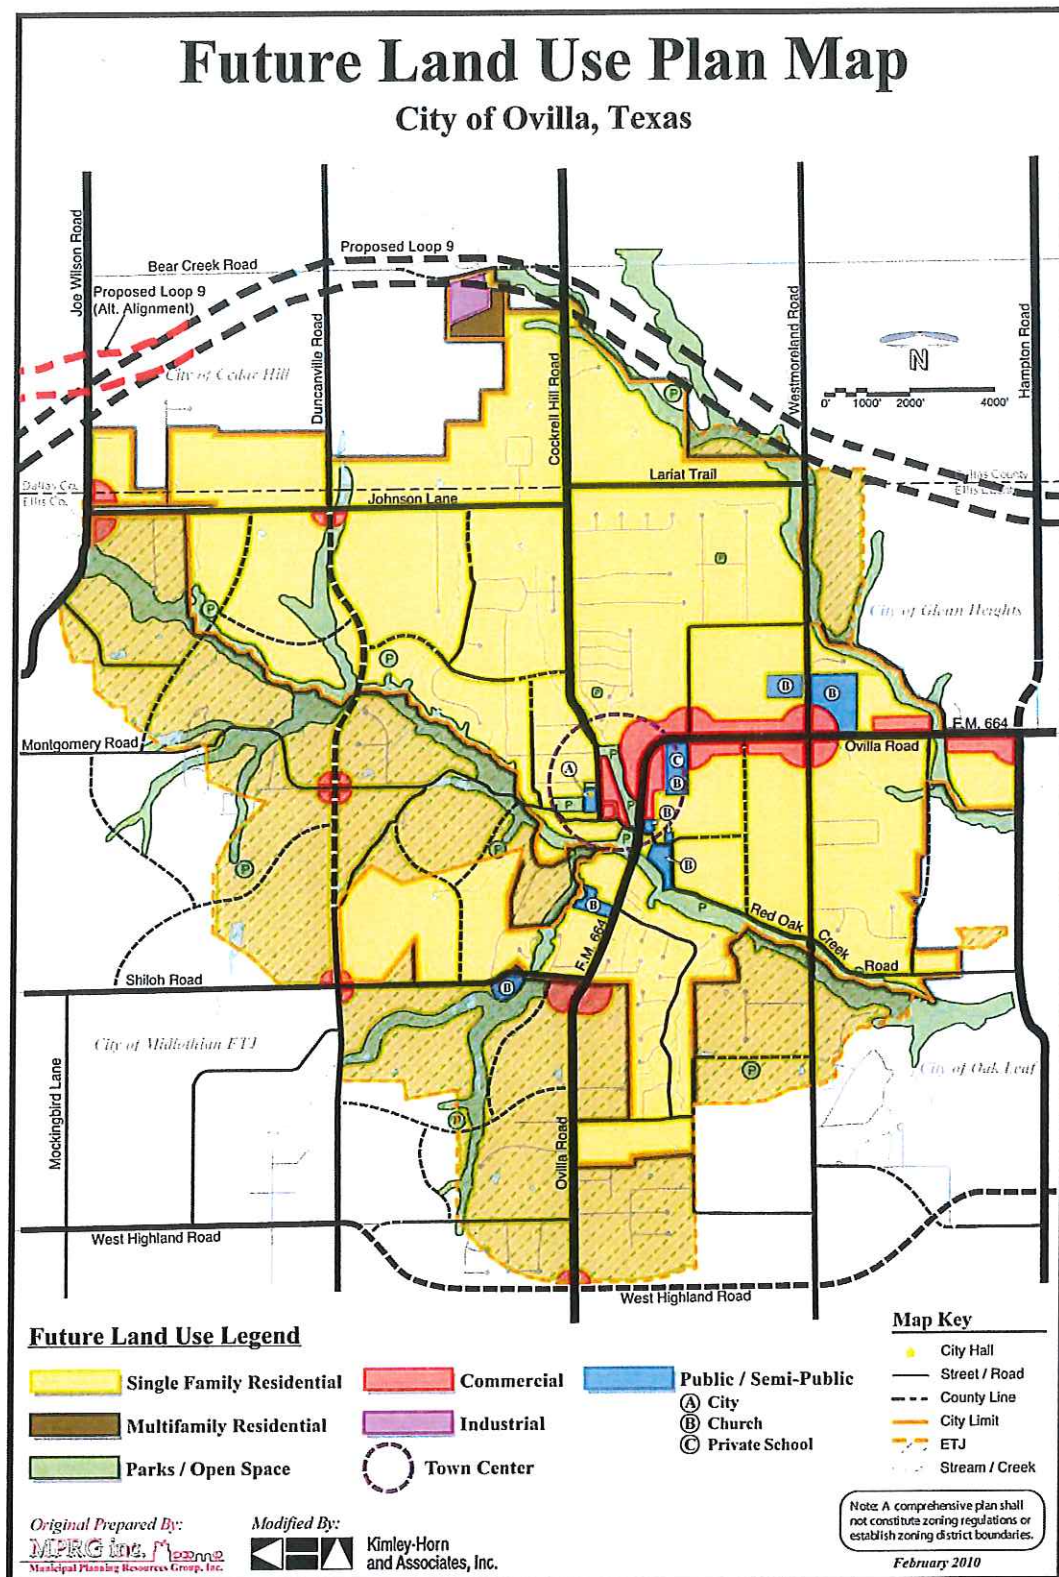 Future Land Use Plan Map
City of Ovilla, Texas
Joe Wilson Road
Bear Creek Road
Proposed Loop 9
Proposed Loop 9
(Alt. Alignment)
City of Cedar Hill
Duncanville Road
Cockrell Hill Road
Westmoreland Road
Hampton Road
N
0' 1000' 2000' 4000'
P
Lariat Trail
Dallas Co.
Ellis Co.
Johnson Lane
Dallas County
P
P
City of Glenn Heights
P
P
B
B
F.M. 664
Montgomery Road
Ovilla Road
A
P
C
B
P
P
B
P
P
P
B
B
P
Red Oak
Creek
Road
F.M. 664
Shiloh Road
B
City of Midlothian ETJ
P
City of Oak Leaf
Mockingbird Lane
Ovilla Road
West Highland Road
West Highland Road
Future Land Use Legend
Single Family Residential
Commercial
Public / Semi-Public
A City
B Church
C Private School
Multifamily Residential
Industrial
Parks / Open Space
Town Center
Map Key
City Hall
Street / Road
County Line
City Limit
ETJ
Stream / Creek
Original Prepared By:
MPRG inc.
Municipal Planning Resources Group, Inc.
Modified By:
Kimley-Horn
and Associates, Inc.
Note: A comprehensive plan shall
not constitute zoning regulations or
establish zoning district boundaries.
February 2010